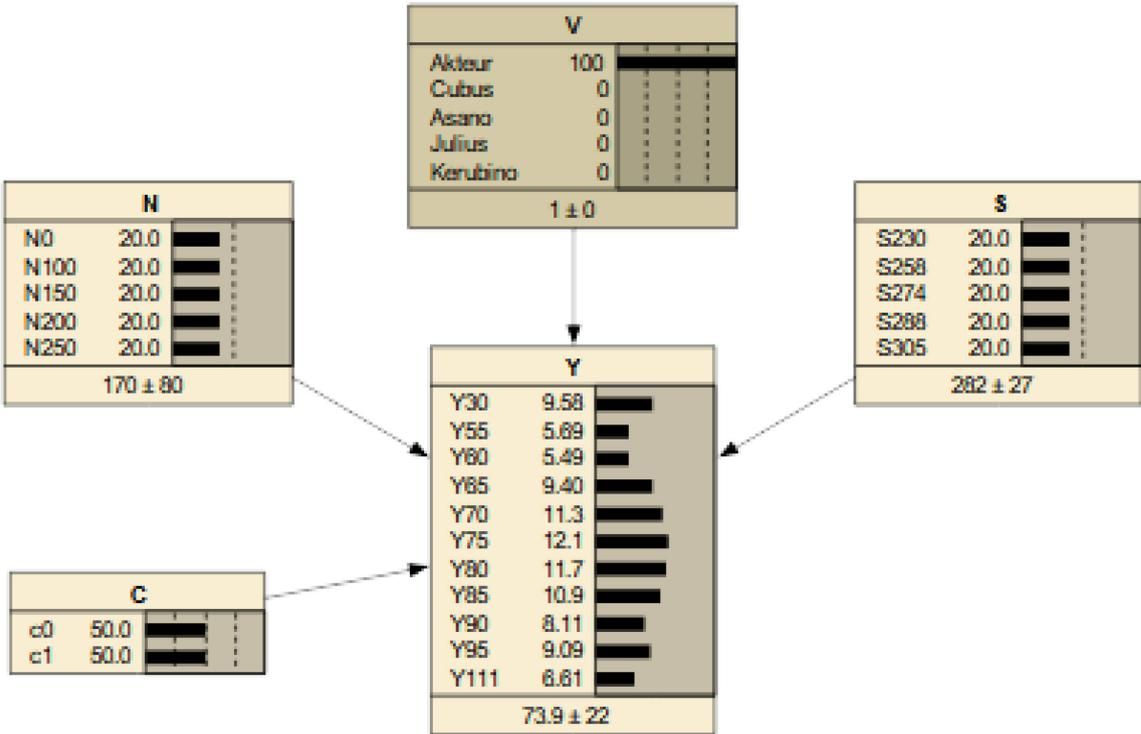 V
Akteur 100
Cubus 0
Asano 0
Julius 0
Kerubino 0
1 ± 0
N
N0 20.0
N100 20.0
N150 20.0
N200 20.0
N250 20.0
170 ± 80
S
S230 20.0
S258 20.0
S274 20.0
S288 20.0
S305 20.0
282 ± 27
Y
Y30 9.58
Y55 5.69
Y60 5.49
Y65 9.40
Y70 11.3
Y75 12.1
Y80 11.7
Y85 10.9
Y90 8.11
Y95 9.09
Y111 6.61
73.9 ± 22
C
c0 50.0
c1 50.0